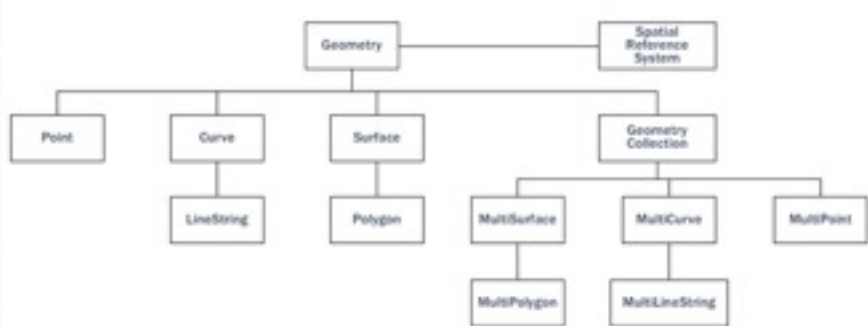 Geometry
Spatial
Reference
System
Point
Curve
Surface
Geometry
Collection
LineString
Polygon
MultiSurface
MultiCurve
MultiPoint
MultiPolygon
MultiLineString